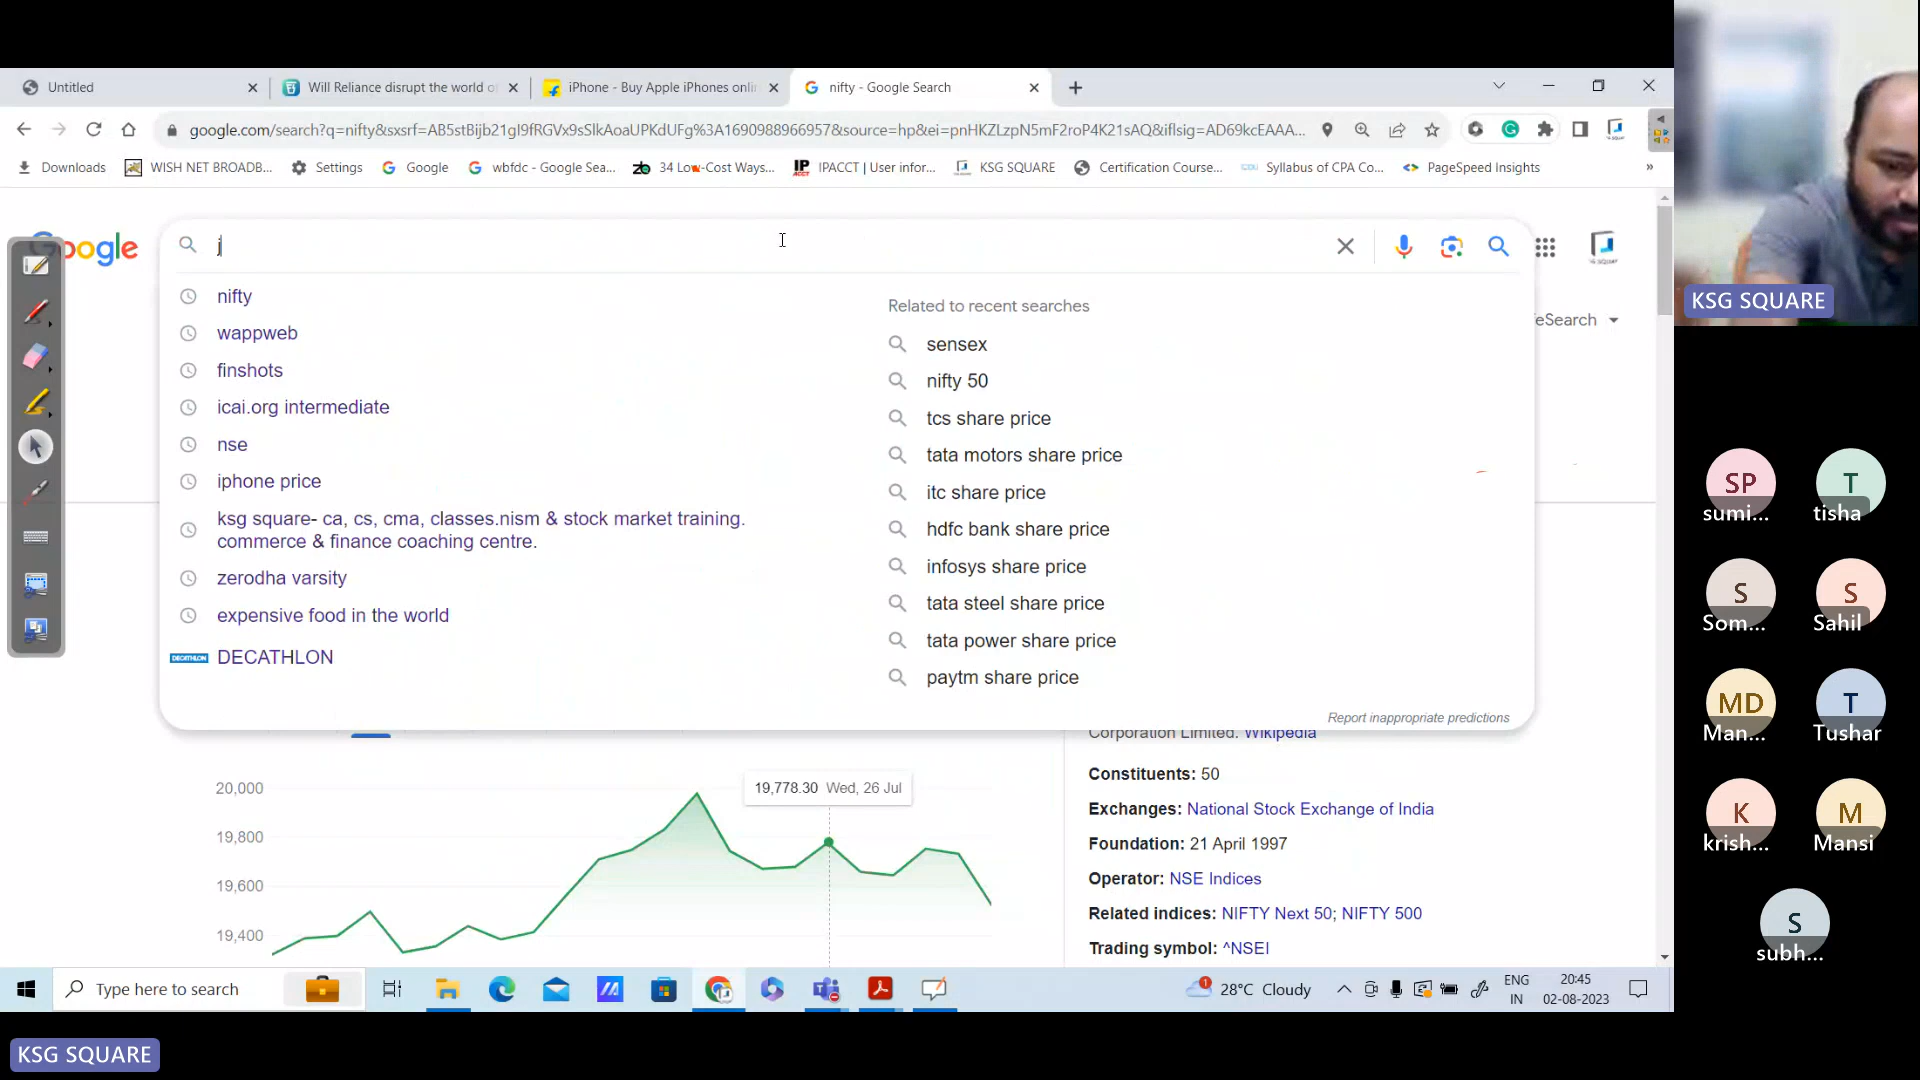 Untitled
Will Reliance disrupt the world o
iPhone - Buy Apple iPhones onli
nifty - Google Search
google.com/search?q=nifty&sxsrf=AB5stBijb21gI9fRGVx9sSlkAoaUPKdUFg%3A1690988966957&source=hp&ei=pnHKZLzpN5mF2roP4K21sAQ&iflsig=AD69kcEAAA...
Downloads
WISH NET BROADB...
Settings
Google
wbfdc - Google Sea...
34 Low-Cost Ways...
IPACCT | User infor...
KSG SQUARE
Certification Course...
Syllabus of CPA Co...
PageSpeed Insights
»
Google
j
eSearch
nifty
wappweb
finshots
icai.org intermediate
nse
iphone price
ksg square- ca, cs, cma, classes.nism & stock market training.
commerce & finance coaching centre.
zerodha varsity
expensive food in the world
DECATHLON
DECATHLON
Related to recent searches
sensex
nifty 50
tcs share price
tata motors share price
itc share price
hdfc bank share price
infosys share price
tata steel share price
tata power share price
paytm share price
Report inappropriate predictions
20,000
19,800
19,600
19,400
19,778.30 Wed, 26 Jul
Corporation Limited. Wikipedia
Constituents: 50
Exchanges: National Stock Exchange of India
Foundation: 21 April 1997
Operator: NSE Indices
Related indices: NIFTY Next 50; NIFTY 500
Trading symbol: ^NSEI
Type here to search
28°C Cloudy
ENG
IN
20:45
02-08-2023
KSG SQUARE
SP
sumi...
T
tisha
S
Som...
S
Sahil
MD
Man...
T
Tushar
K
krish...
M
Mansi
S
subh...
KSG SQUARE